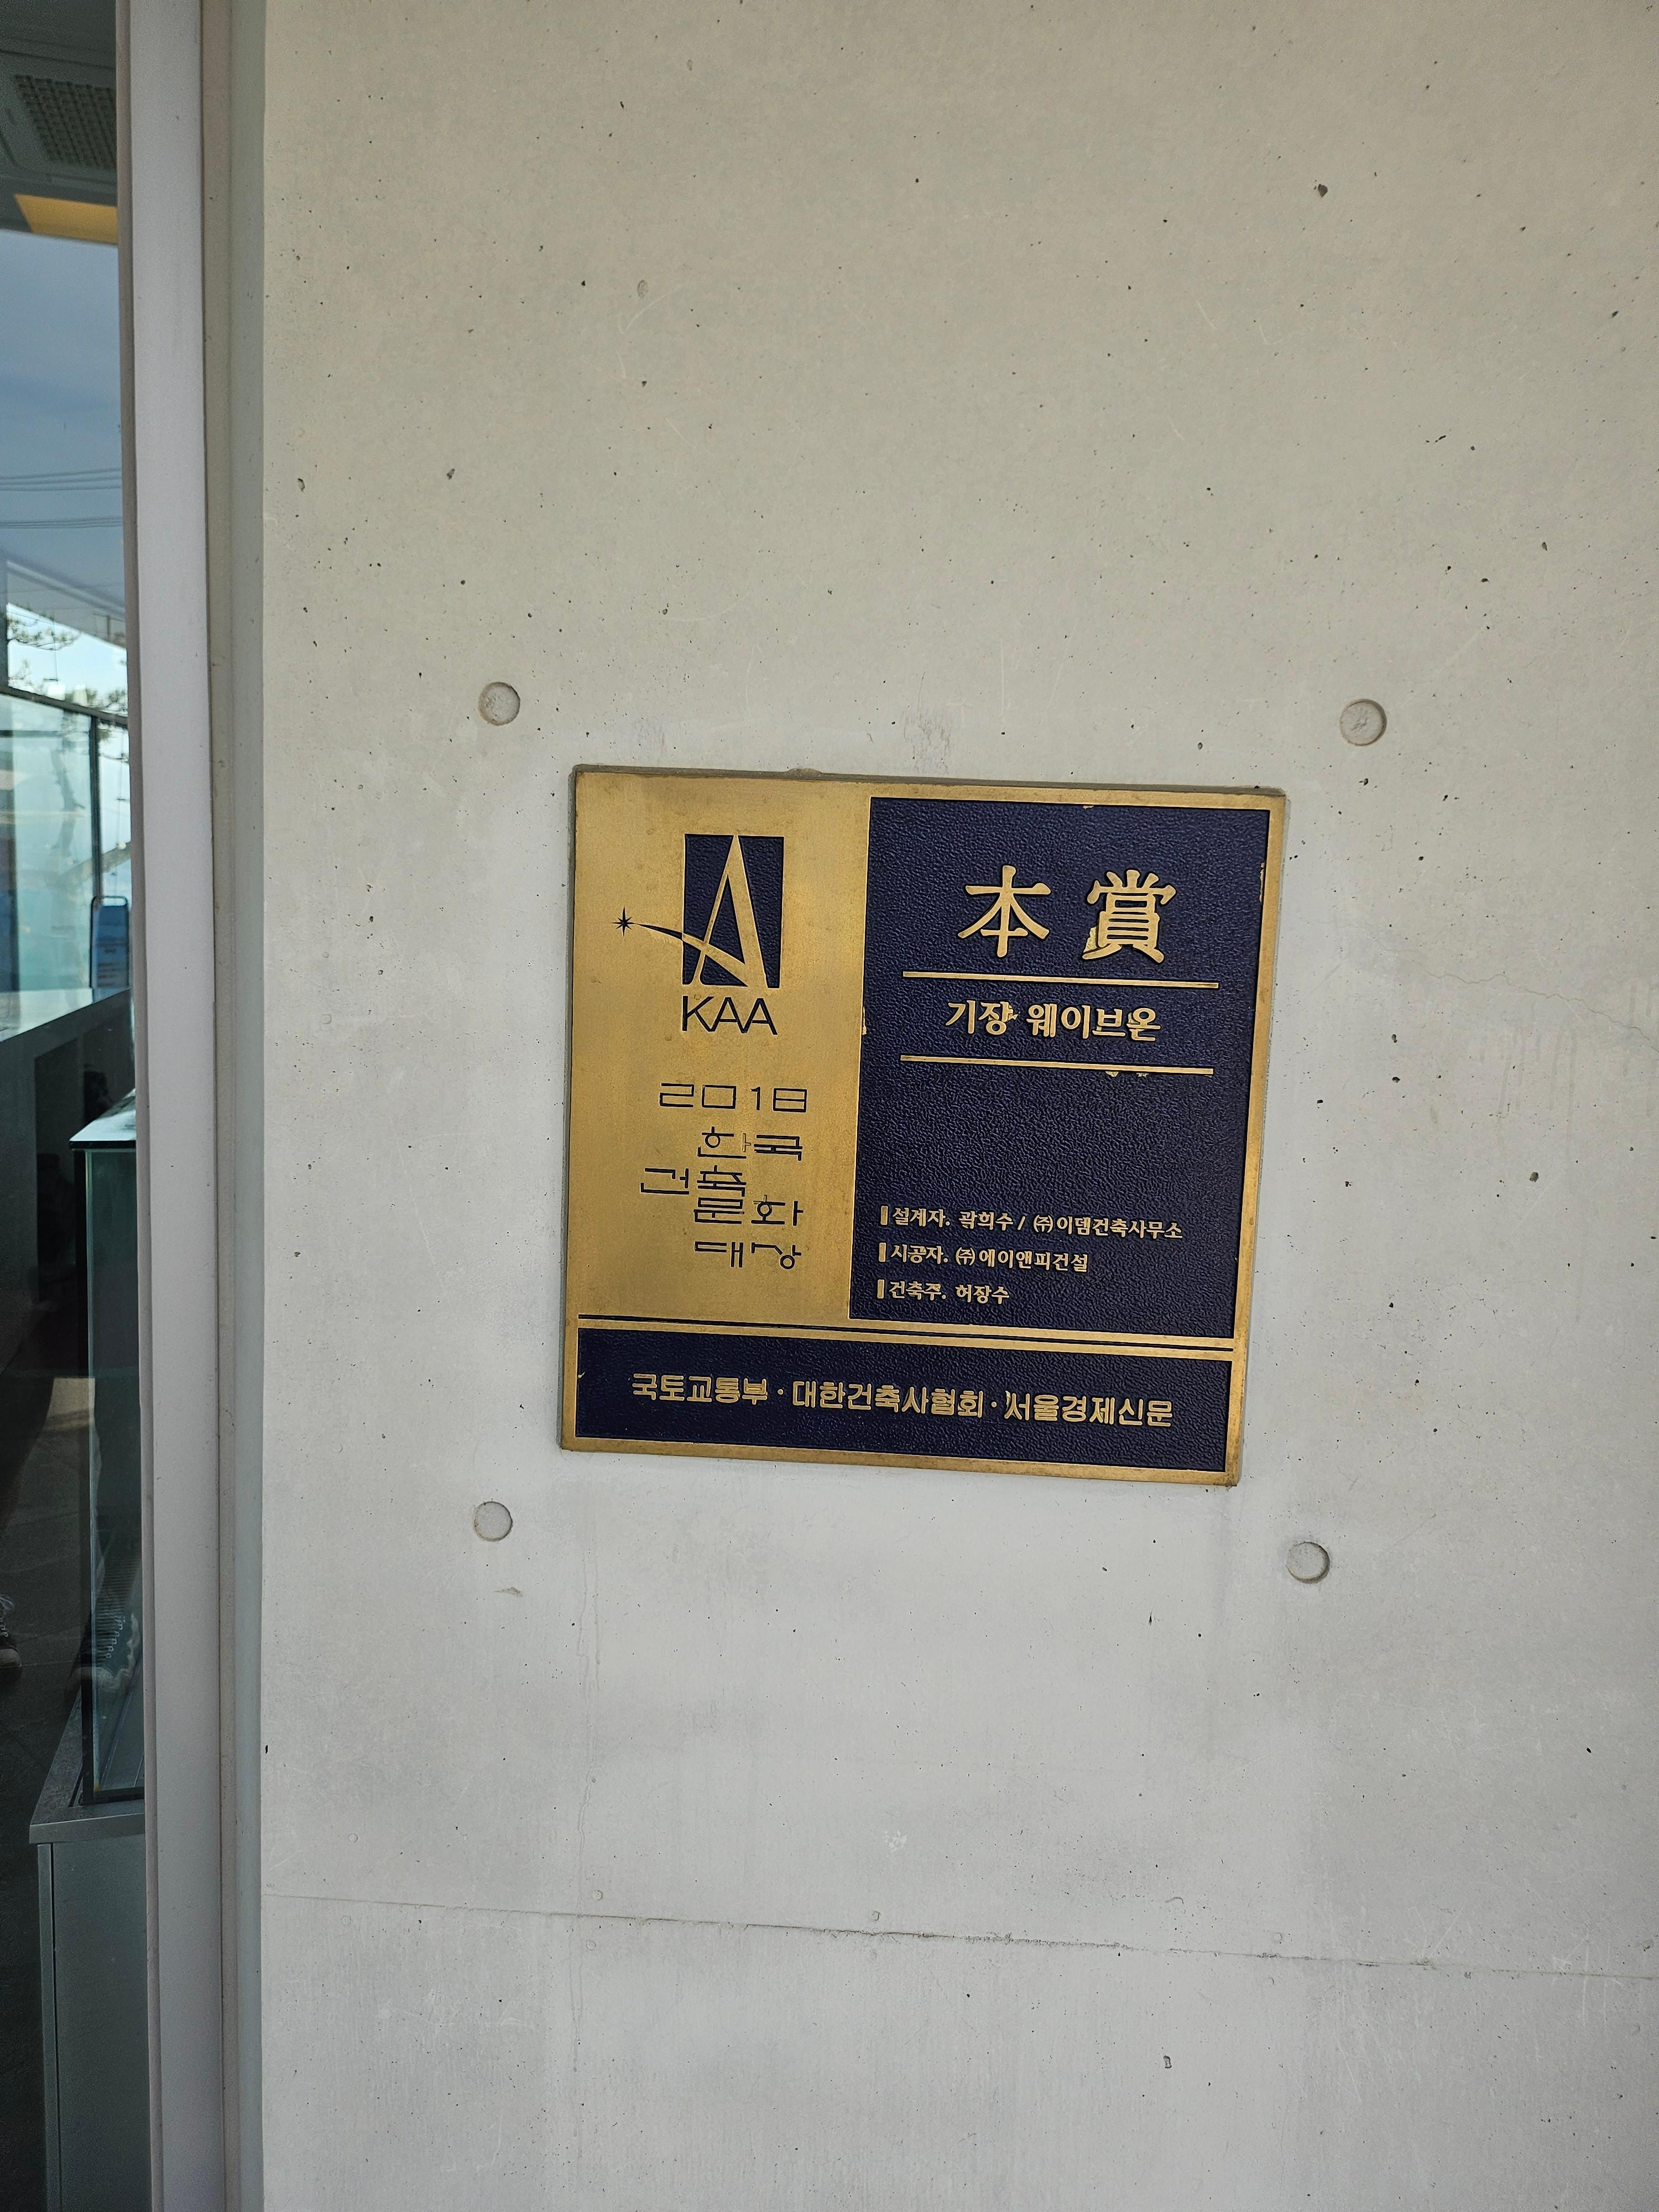 KAA
2018
한국
건축
문화
대상
本賞
기장 웨이브온
설계자. 곽희수 / ㈜이뎀건축사무소
시공자. ㈜에이앤피건설
건축주. 허장수
국토교통부·대한건축사협회·서울경제신문